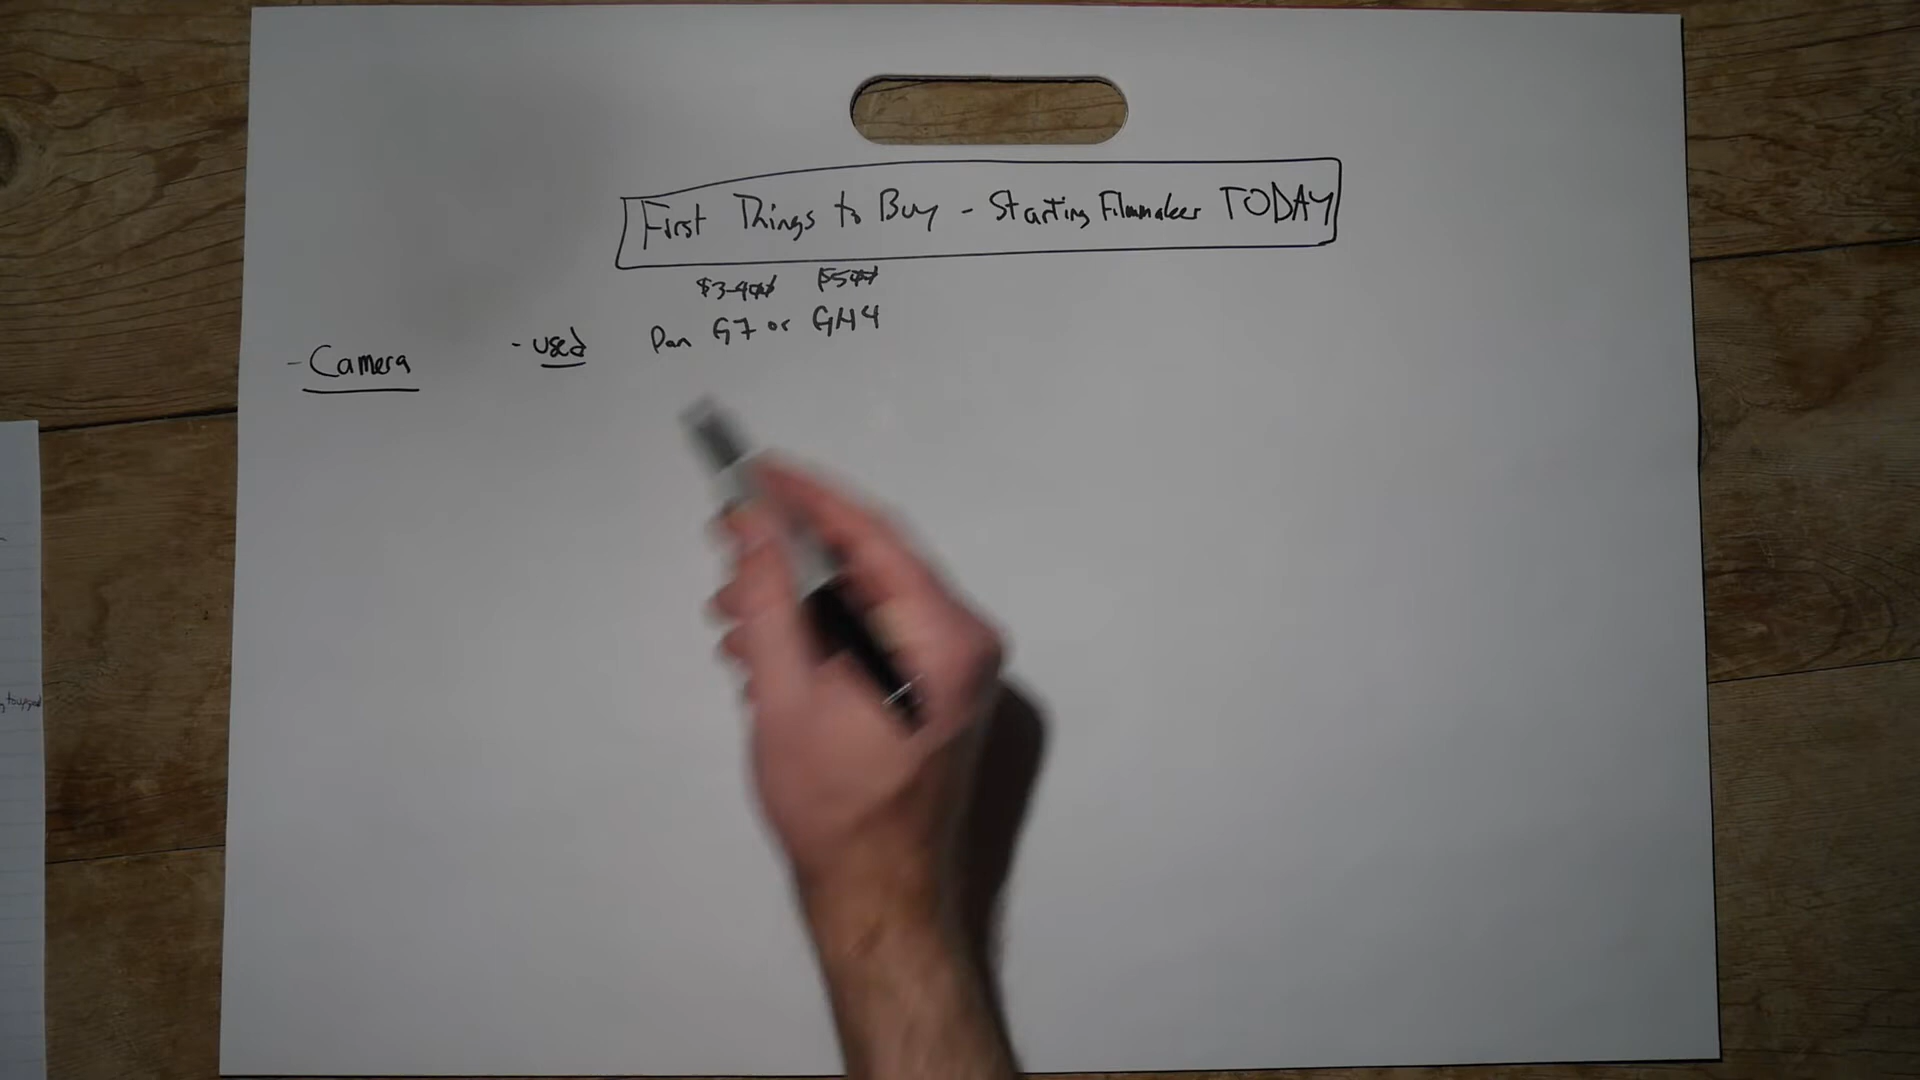 First Things to Buy - Starting Filmmaker TODAY
$3-400 $500
- Camera - used Pan G7 or GH4